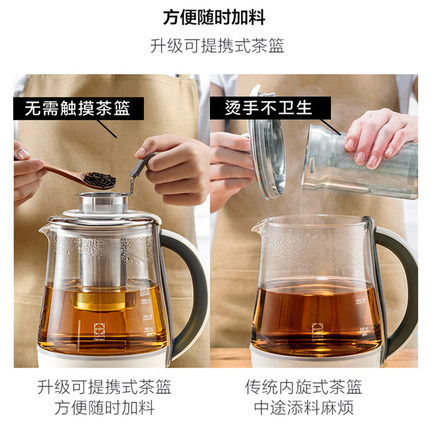 方便随时加料
升级可提携式茶篮
无需触摸茶篮
烫手不卫生
升级可提携式茶篮
方便随时加料
传统内旋式茶篮
中途添料麻烦